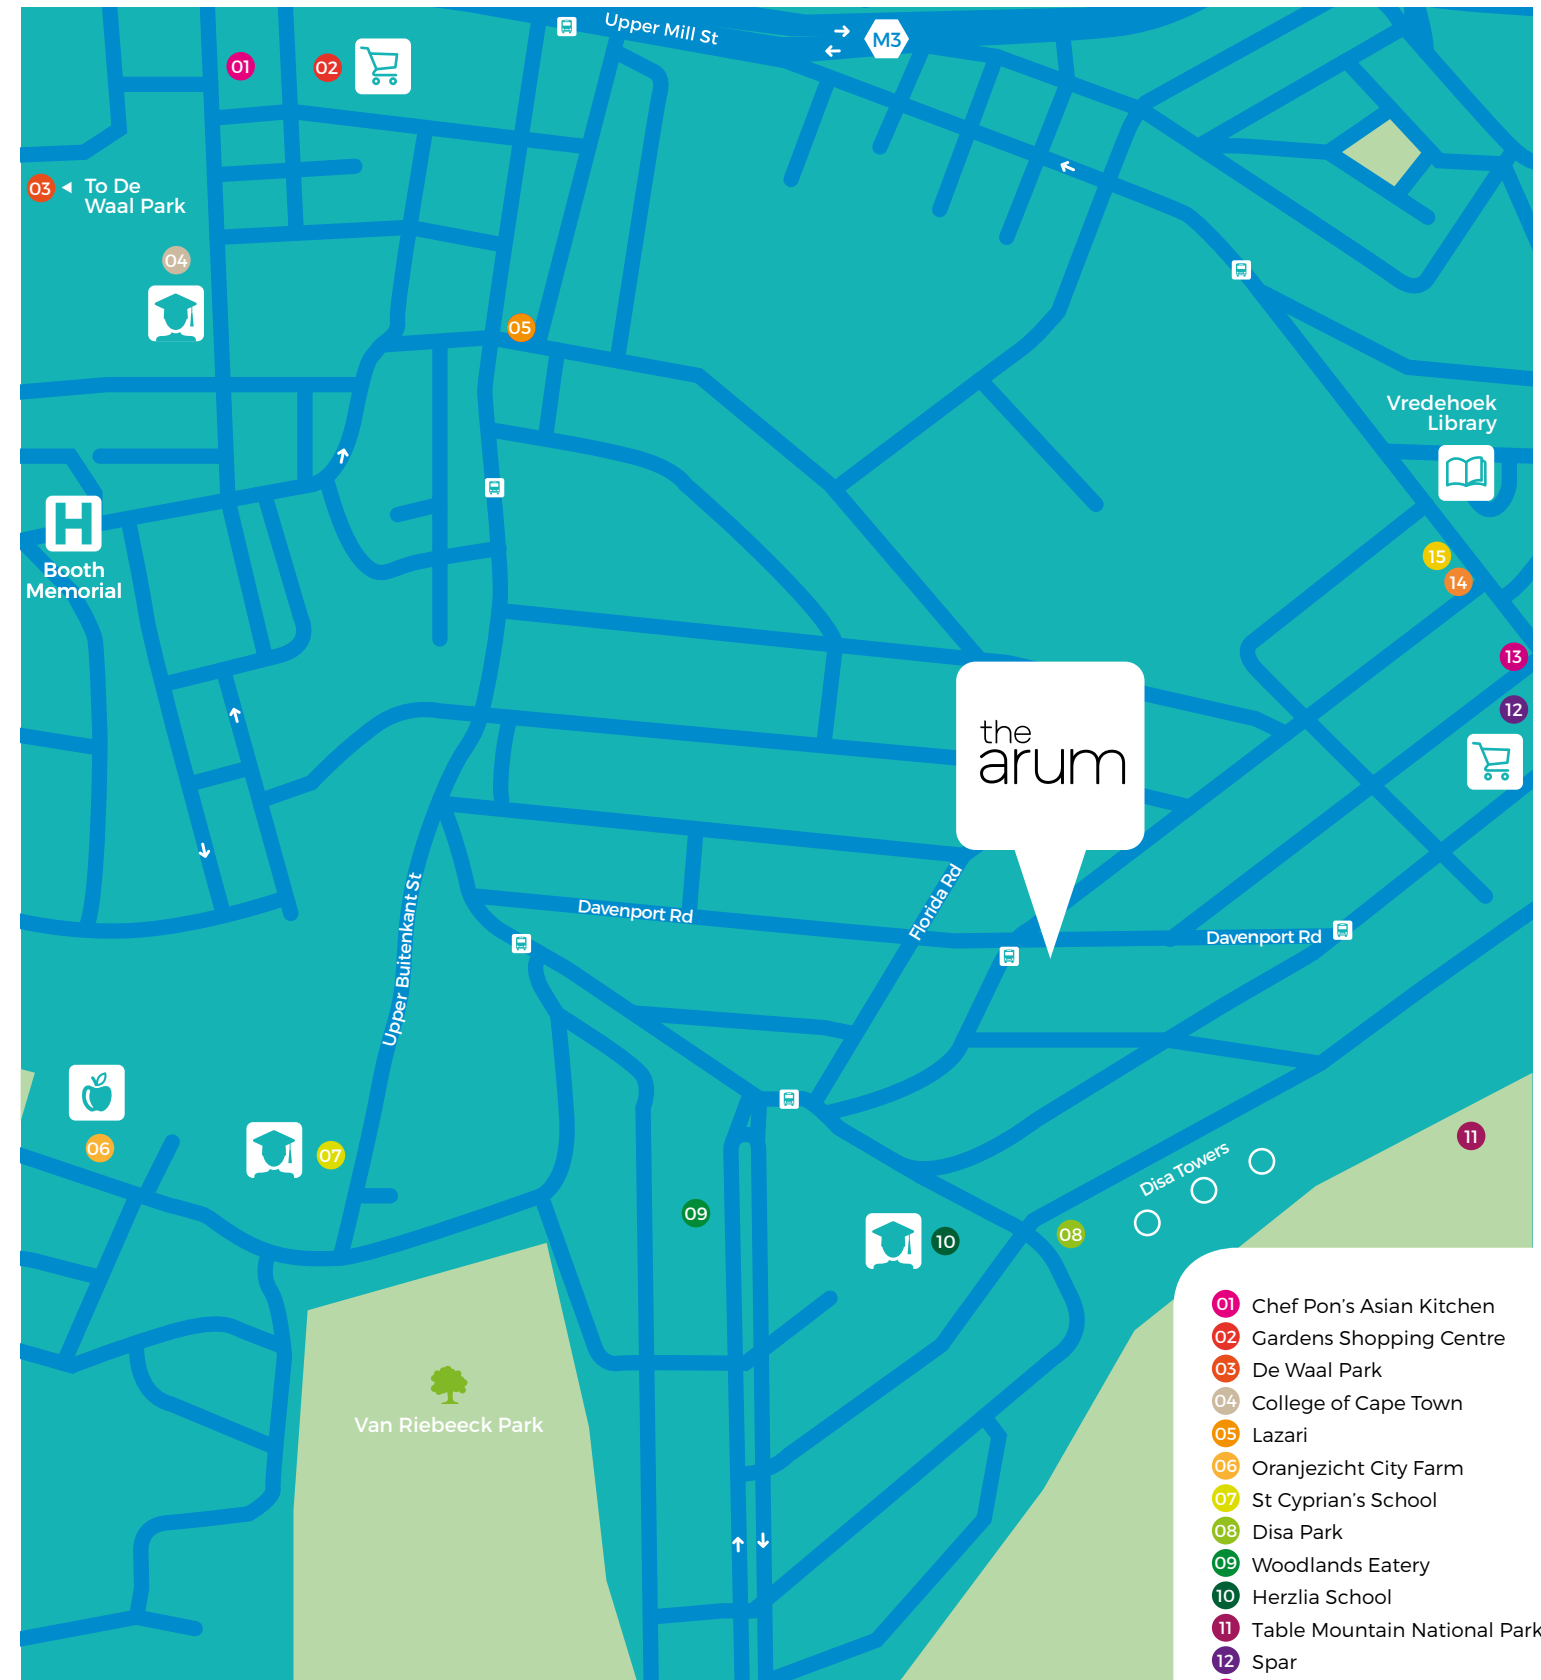 Upper Mill St
M3
01
02
03
To De
Waal Park
04
05
Vredehoek
Library
Booth
Memorial
15
14
13
12
the
arum
Upper Buitenkant St
Davenport Rd
Florida Rd
Davenport Rd
06
07
09
10
08
Disa Towers
11
Van Riebeeck Park
01 Chef Pon's Asian Kitchen
02 Gardens Shopping Centre
03 De Waal Park
04 College of Cape Town
05 Lazari
06 Oranjezicht City Farm
07 St Cyprian's School
08 Disa Park
09 Woodlands Eatery
10 Herzlia School
11 Table Mountain National Park
12 Spar